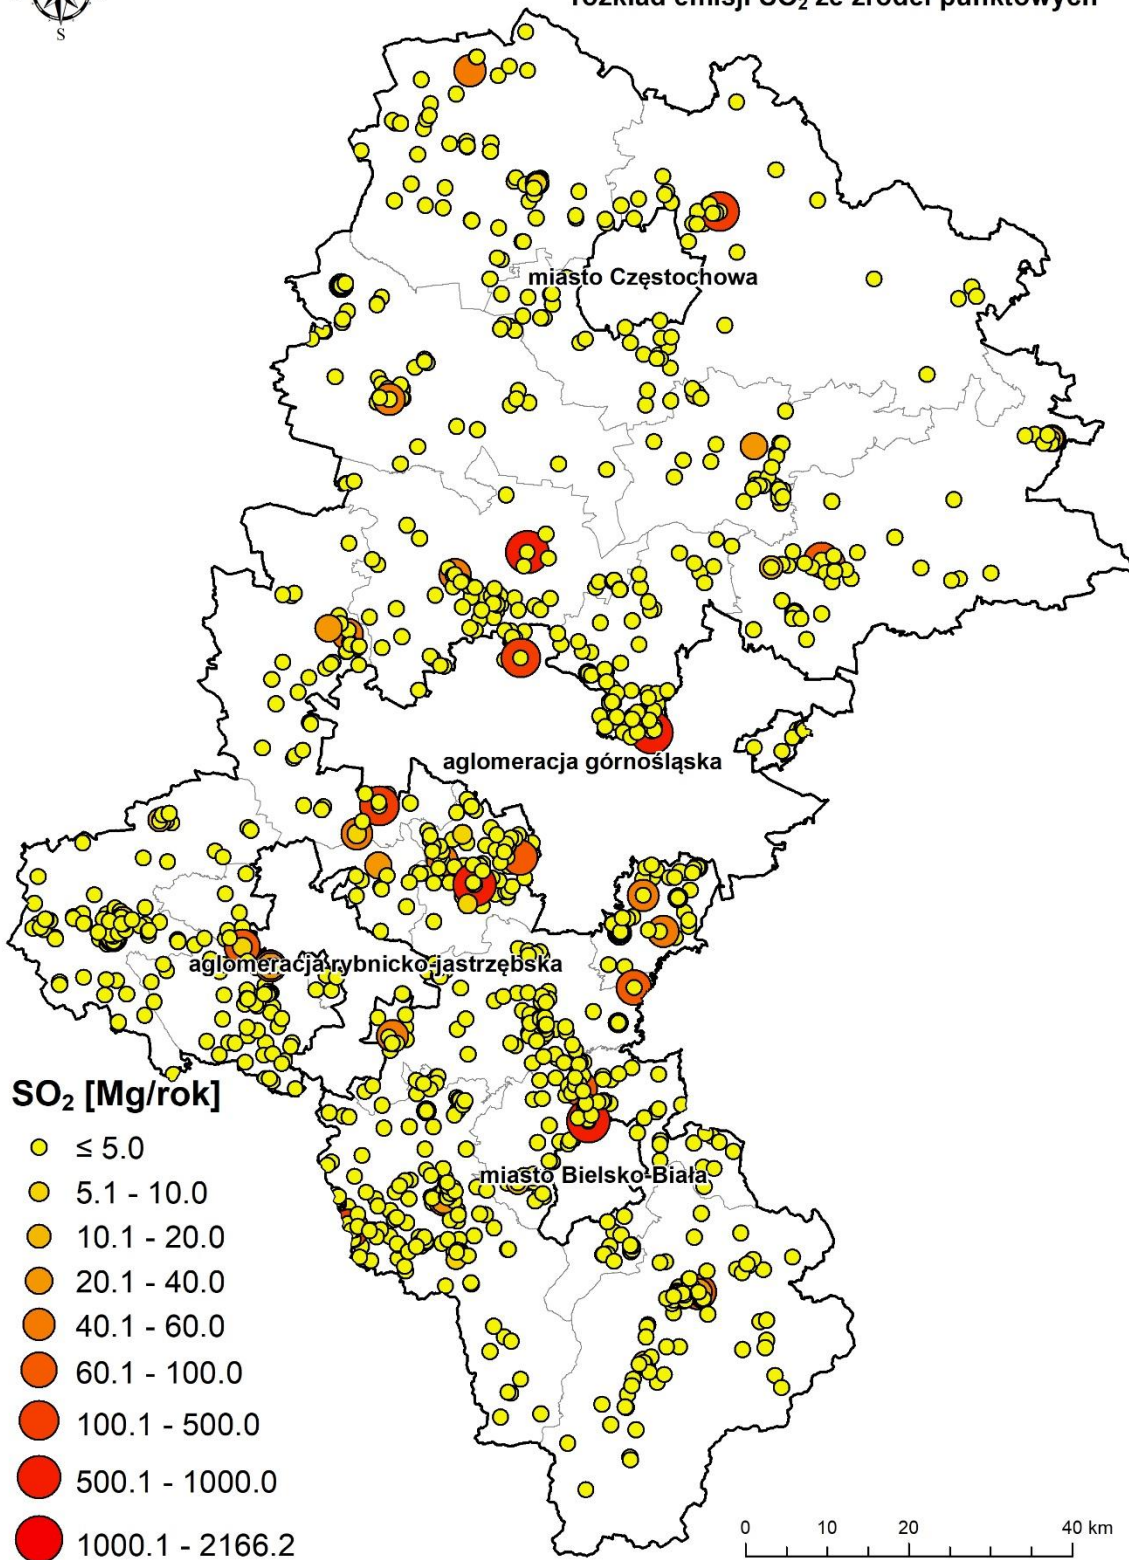 rozkład emisji SO₂ ze źródeł punktowych
S
miasto Częstochowa
aglomeracja górnośląska
aglomeracja rybnicko-jastrzębska
miasto Bielsko-Biała
SO₂ [Mg/rok]
≤ 5.0
5.1 - 10.0
10.1 - 20.0
20.1 - 40.0
40.1 - 60.0
60.1 - 100.0
100.1 - 500.0
500.1 - 1000.0
1000.1 - 2166.2
0 10 20 40 km